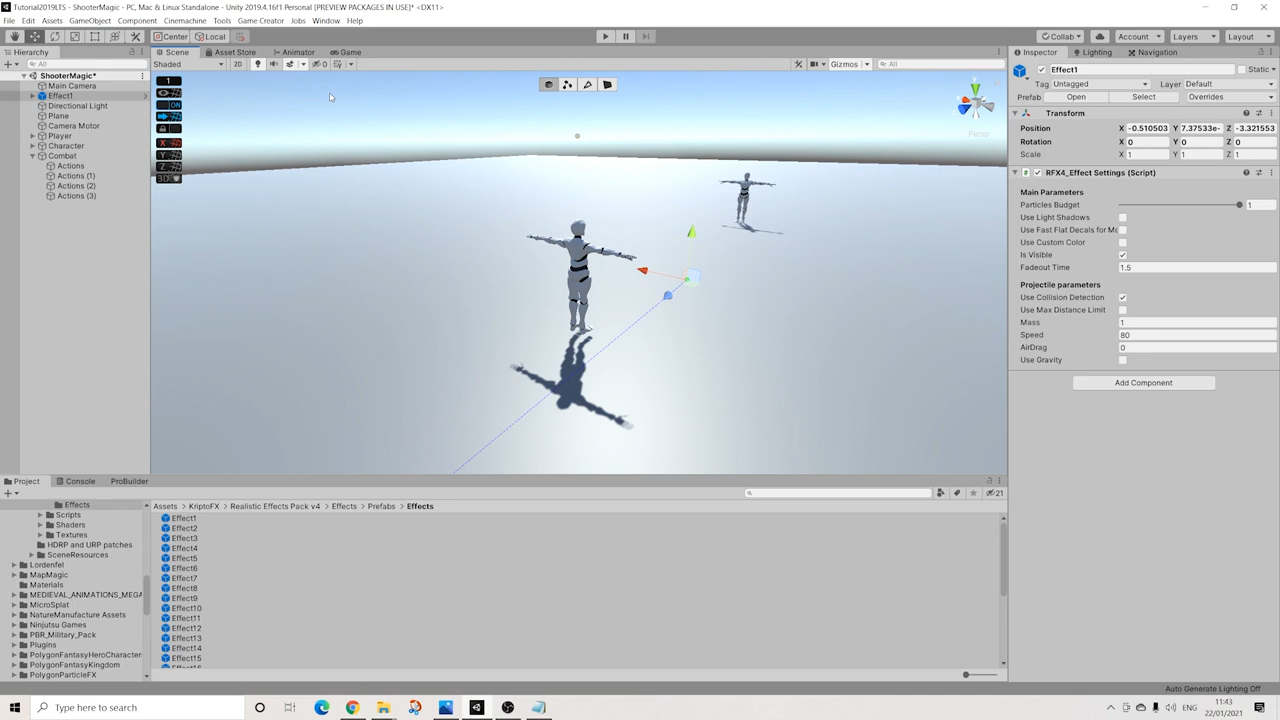 Tutorial2019LTS - ShooterMagic - PC, Mac & Linux Standalone - Unity 2019.4.16f1 Personal [PREVIEW PACKAGES IN USE]* <DX11>
File Edit Assets GameObject Component Cinemachine Tools Game Creator Jobs Window Help
Center Local Collab Account Layers Layout
Hierarchy
All
ShooterMagic*
Main Camera
Effect1
Directional Light
Plane
Camera Motor
Player
Character
Combat
Actions
Actions (1)
Actions (2)
Actions (3)
Scene Asset Store Animator Game
Shaded 2D 0 Gizmos All
1
ON
X
Y
Z
3D
Persp
Inspector Lighting Navigation
Effect1 Static
Tag Untagged Layer Default
Prefab Open Select Overrides
Transform
Position X -0.510503 Y 7.37533e- Z -3.321553
Rotation X 0 Y 0 Z 0
Scale X 1 Y 1 Z 1
RFX4_Effect Settings (Script)
Main Parameters
Particles Budget 1
Use Light Shadows
Use Fast Flat Decals for Mo
Use Custom Color
Is Visible
Fadeout Time 1.5
Projectile parameters
Use Collision Detection
Use Max Distance Limit
Mass 1
Speed 80
AirDrag 0
Use Gravity
Add Component
Project Console ProBuilder
21
Effects
Scripts
Shaders
Textures
HDRP and URP patches
SceneResources
Lordenfel
MapMagic
Materials
MEDIEVAL_ANIMATIONS_MEGA
MicroSplat
NatureManufacture Assets
Ninjutsu Games
PBR_Military_Pack
Plugins
PolygonFantasyHeroCharacters
PolygonFantasyKingdom
PolygonParticleFX
Assets > KriptoFX > Realistic Effects Pack v4 > Effects > Prefabs > Effects
Effect1
Effect2
Effect3
Effect4
Effect5
Effect6
Effect7
Effect8
Effect9
Effect10
Effect11
Effect12
Effect13
Effect14
Effect15
Auto Generate Lighting Off
Type here to search
ENG
11:43
22/01/2021